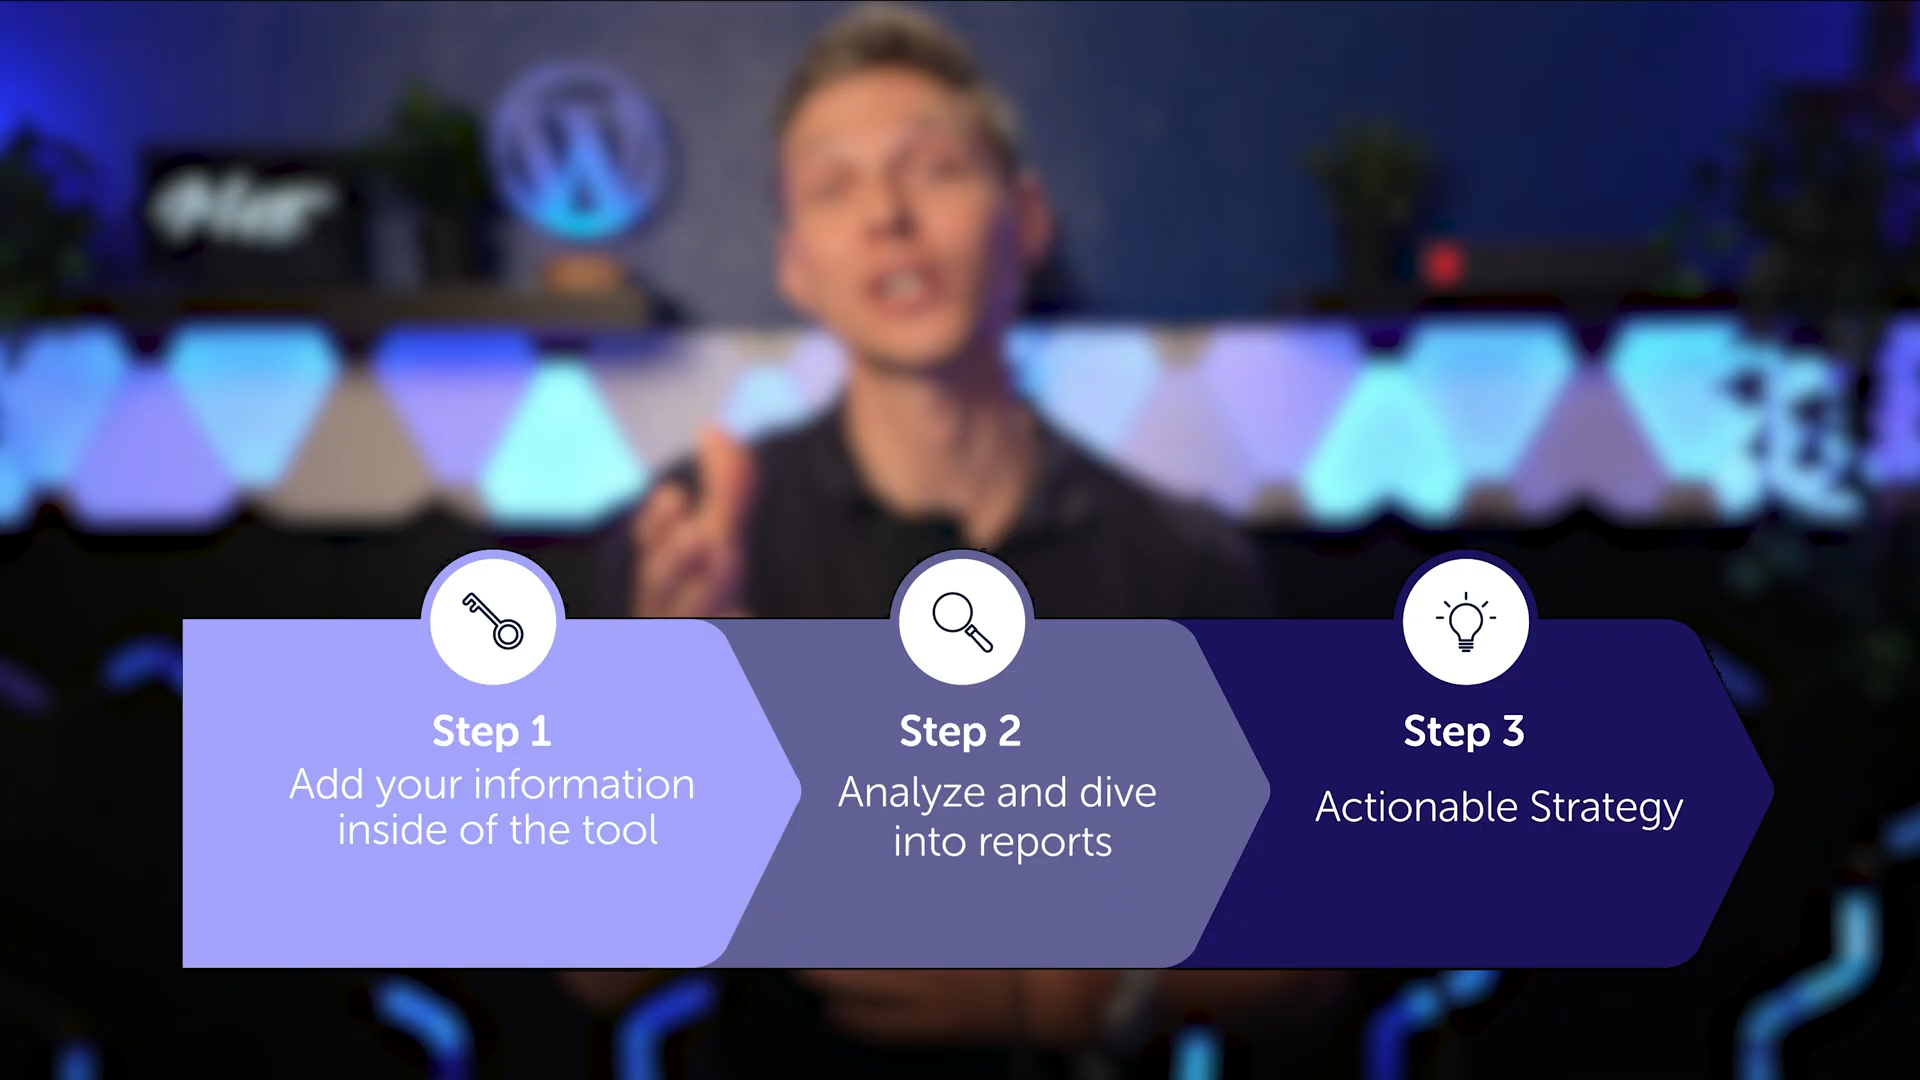 Step 1
Add your information
inside of the tool
Step 2
Analyze and dive
into reports
Step 3
Actionable Strategy